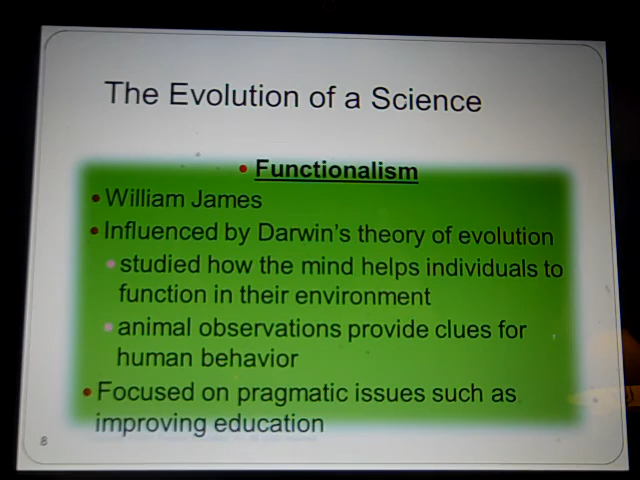 The Evolution of a Science
• Functionalism
• William James
• Influenced by Darwin's theory of evolution
• studied how the mind helps individuals to
function in their environment
• animal observations provide clues for
human behavior
• Focused on pragmatic issues such as
improving education
8